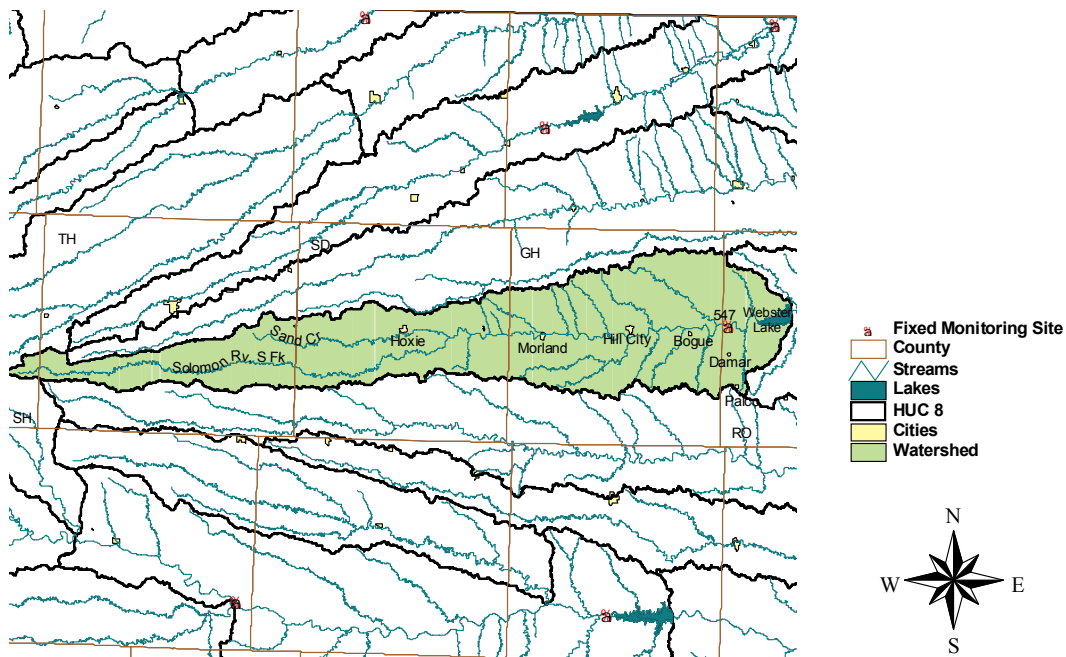 TH
SD
GH
547
Webster
Lake
Sand Cr
Hoxie
Morland
Hill City
Bogue
Solomon Rv, S Fk
Damar
Palco
SH
RO
Fixed Monitoring Site
County
Streams
Lakes
HUC 8
Cities
Watershed
N
W
E
S